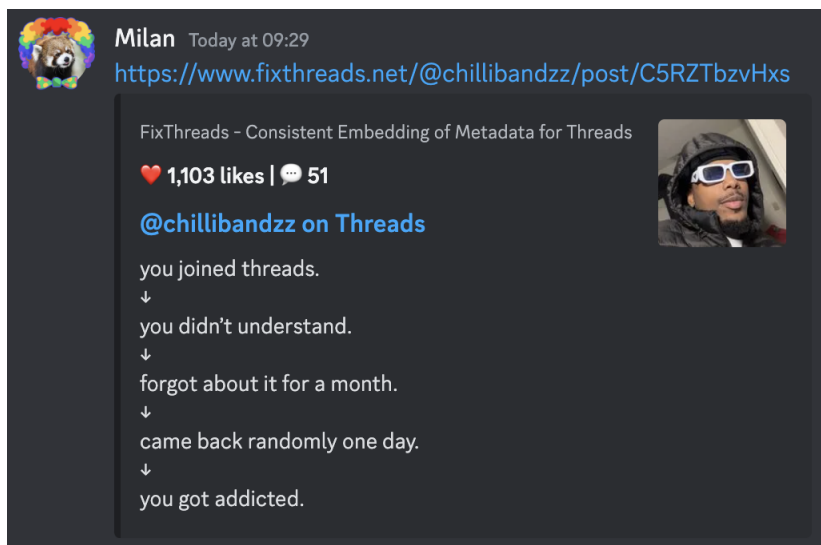 Milan Today at 09:29
https://www.fixthreads.net/@chillibandzz/post/C5RZTbzvHxs
FixThreads - Consistent Embedding of Metadata for Threads
❤️ 1,103 likes | 💬 51
@chillibandzz on Threads
you joined threads.
↓
you didn’t understand.
↓
forgot about it for a month.
↓
came back randomly one day.
↓
you got addicted.